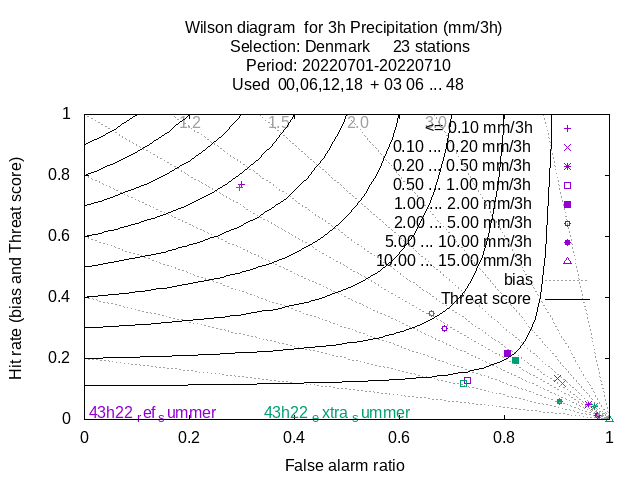 Wilson diagram  for 3h Precipitation (mm/3h)
Selection: Denmark     23 stations
Period: 20220701-20220710
Used  00,06,12,18  + 03 06 ... 48
Hit rate (bias and Threat score)
1
0.8
0.6
0.4
0.2
0
1.2
1.5
2.0
3.0
<= 0.10 mm/3h
0.10 ... 0.20 mm/3h
0.20 ... 0.50 mm/3h
0.50 ... 1.00 mm/3h
1.00 ... 2.00 mm/3h
2.00 ... 5.00 mm/3h
5.00 ... 10.00 mm/3h
10.00 ... 15.00 mm/3h
bias
Threat score
43h22ref summer
43h22extrasummer
0
0.2
0.4
0.6
0.8
1
False alarm ratio